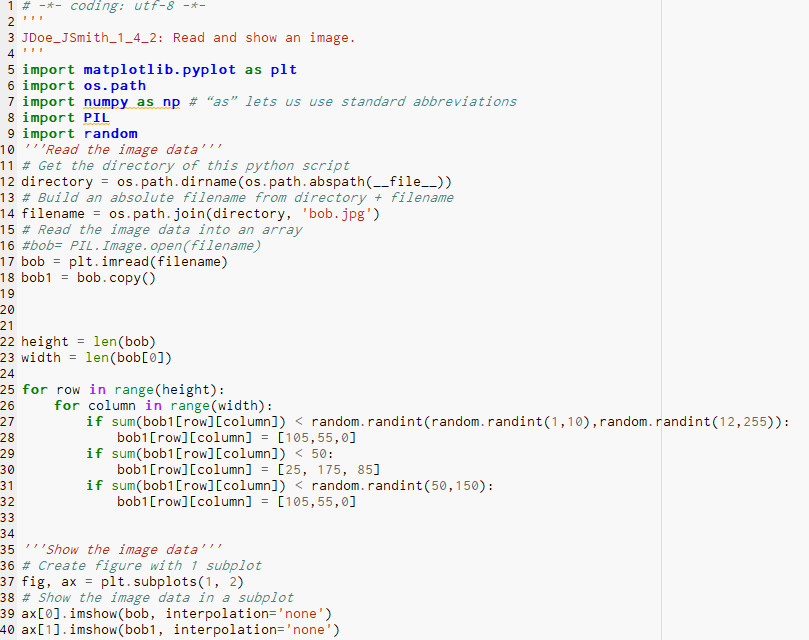 1 # -*- coding: utf-8 -*-
2 '''
3 JDoe_JSmith_1_4_2: Read and show an image.
4 '''
5 import matplotlib.pyplot as plt
6 import os.path
7 import numpy as np # “as” lets us use standard abbreviations
8 import PIL
9 import random
10 '''Read the image data'''
11 # Get the directory of this python script
12 directory = os.path.dirname(os.path.abspath(__file__))
13 # Build an absolute filename from directory + filename
14 filename = os.path.join(directory, 'bob.jpg')
15 # Read the image data into an array
16 #bob= PIL.Image.open(filename)
17 bob = plt.imread(filename)
18 bob1 = bob.copy()
19
20
21
22 height = len(bob)
23 width = len(bob[0])
24
25 for row in range(height):
26     for column in range(width):
27         if sum(bob1[row][column]) < random.randint(random.randint(1,10),random.randint(12,255)):
28             bob1[row][column] = [105,55,0]
29         if sum(bob1[row][column]) < 50:
30             bob1[row][column] = [25, 175, 85]
31         if sum(bob1[row][column]) < random.randint(50,150):
32             bob1[row][column] = [105,55,0]
33
34
35 '''Show the image data'''
36 # Create figure with 1 subplot
37 fig, ax = plt.subplots(1, 2)
38 # Show the image data in a subplot
39 ax[0].imshow(bob, interpolation='none')
40 ax[1].imshow(bob1, interpolation='none')